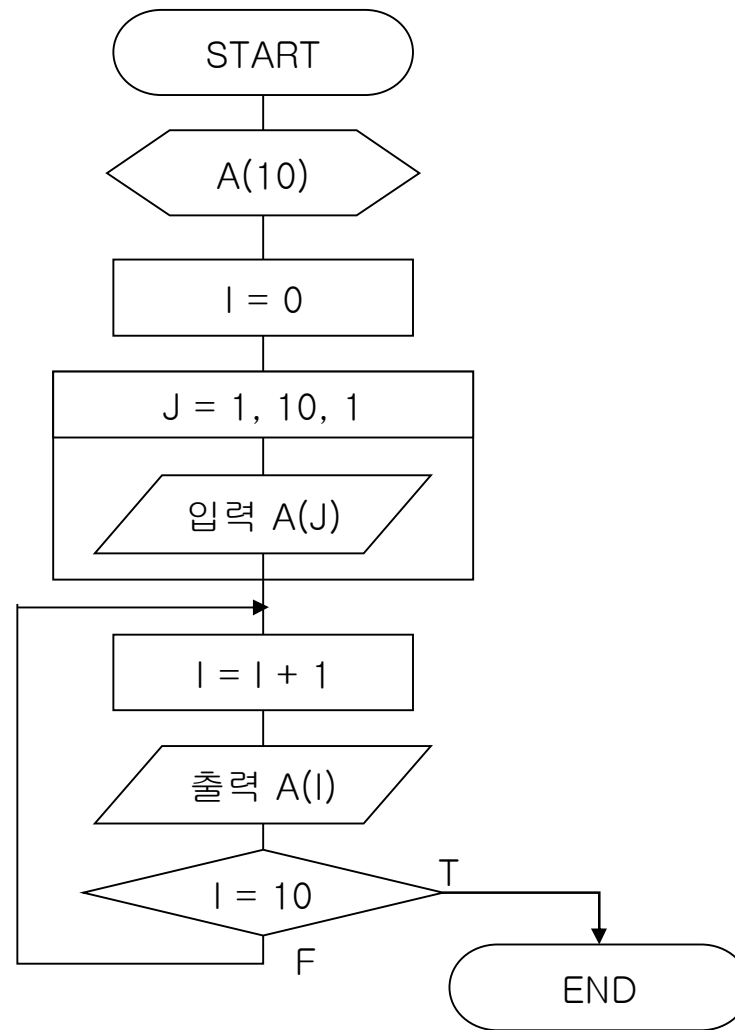 START
A(10)
I = 0
J = 1, 10, 1
입력 A(J)
I = I + 1
출력 A(I)
I = 10
T
F
END